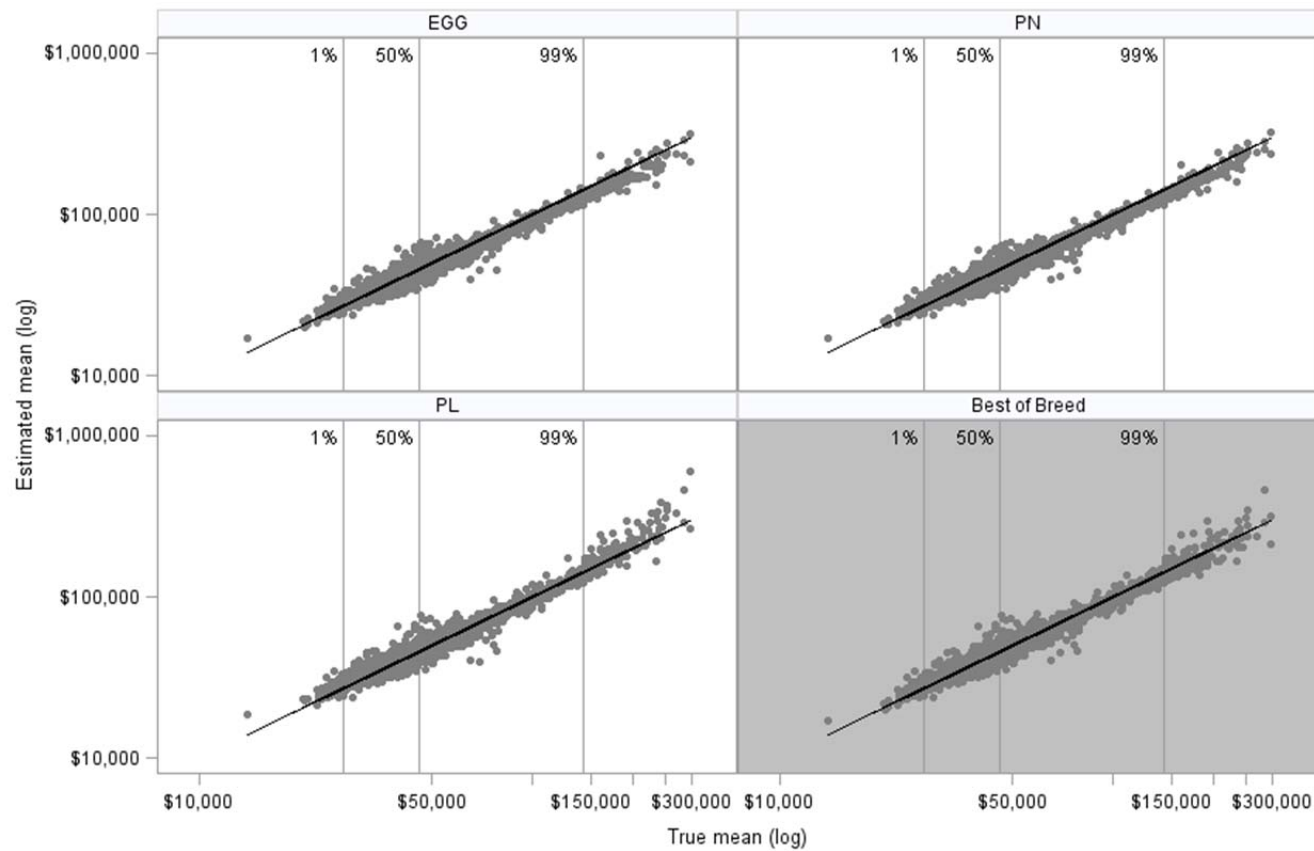 EGG PN
$1,000,000 1% 50% 99% 1% 50% 99%
$100,000
$10,000
PL Best of Breed
$1,000,000 1% 50% 99% 1% 50% 99%
$100,000
$10,000
Estimated mean (log)
$10,000 $50,000 $150,000 $300,000 $10,000 $50,000 $150,000 $300,000
True mean (log)